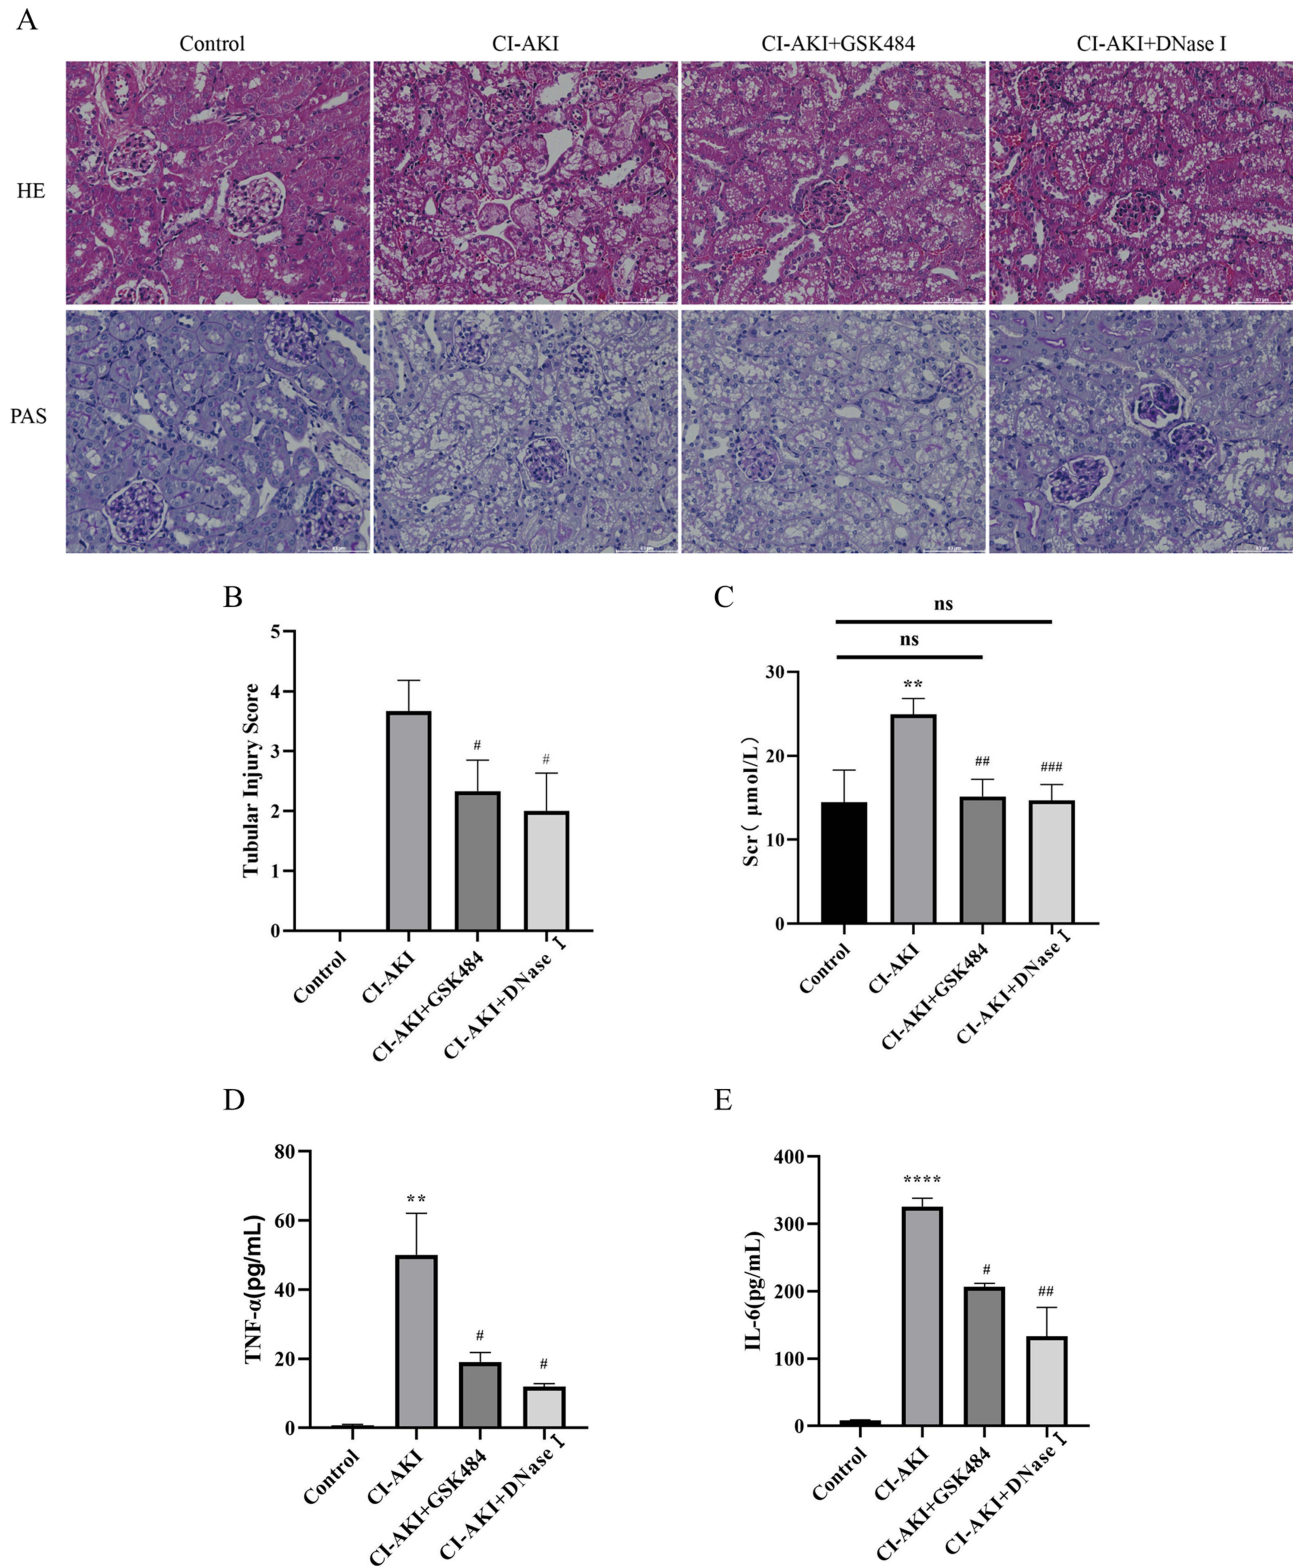 A
Control CI-AKI CI-AKI+GSK484 CI-AKI+DNase I
HE
PAS
B
Tubular Injury Score
5
4
3
2
1
0
#
#
Control
CI-AKI
CI-AKI+GSK484
CI-AKI+DNase I
C
ns
ns
Scr( μmol/L)
30
20
10
0
**
##
###
Control
CI-AKI
CI-AKI+GSK484
CI-AKI+DNase I
D
TNF-α(pg/mL)
80
60
40
20
0
**
#
#
Control
CI-AKI
CI-AKI+GSK484
CI-AKI+DNase I
E
IL-6(pg/mL)
400
300
200
100
0
****
#
##
Control
CI-AKI
CI-AKI+GSK484
CI-AKI+DNase I